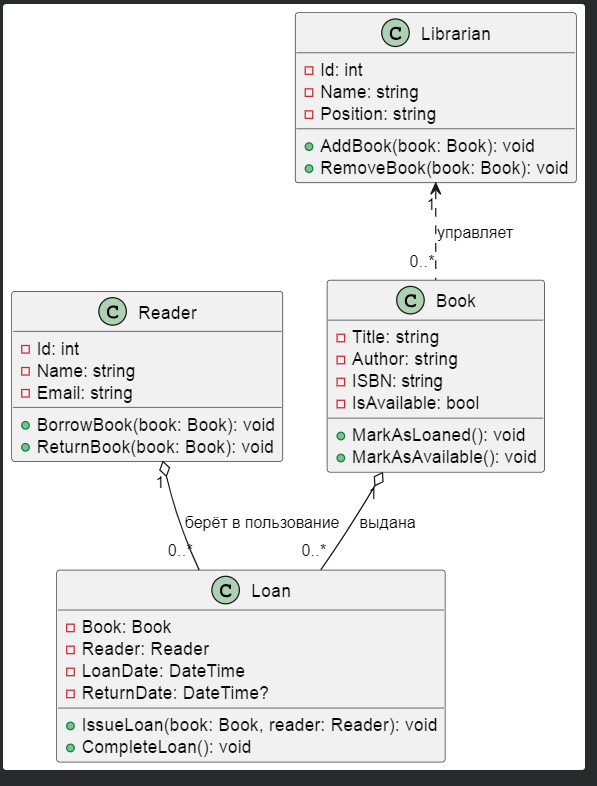 C Librarian
Id: int
Name: string
Position: string
AddBook(book: Book): void
RemoveBook(book: Book): void
1
управляет
0..*
C Reader
Id: int
Name: string
Email: string
BorrowBook(book: Book): void
ReturnBook(book: Book): void
C Book
Title: string
Author: string
ISBN: string
IsAvailable: bool
MarkAsLoaned(): void
MarkAsAvailable(): void
1
берёт в пользование
0..*
1
выдана
0..*
C Loan
Book: Book
Reader: Reader
LoanDate: DateTime
ReturnDate: DateTime?
IssueLoan(book: Book, reader: Reader): void
CompleteLoan(): void